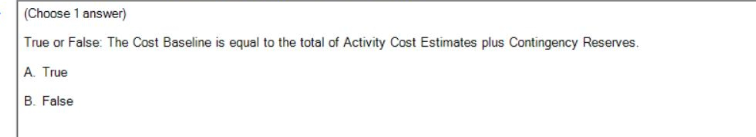 (Choose 1 answer)
True or False: The Cost Baseline is equal to the total of Activity Cost Estimates plus Contingency Reserves.
A. True
B. False